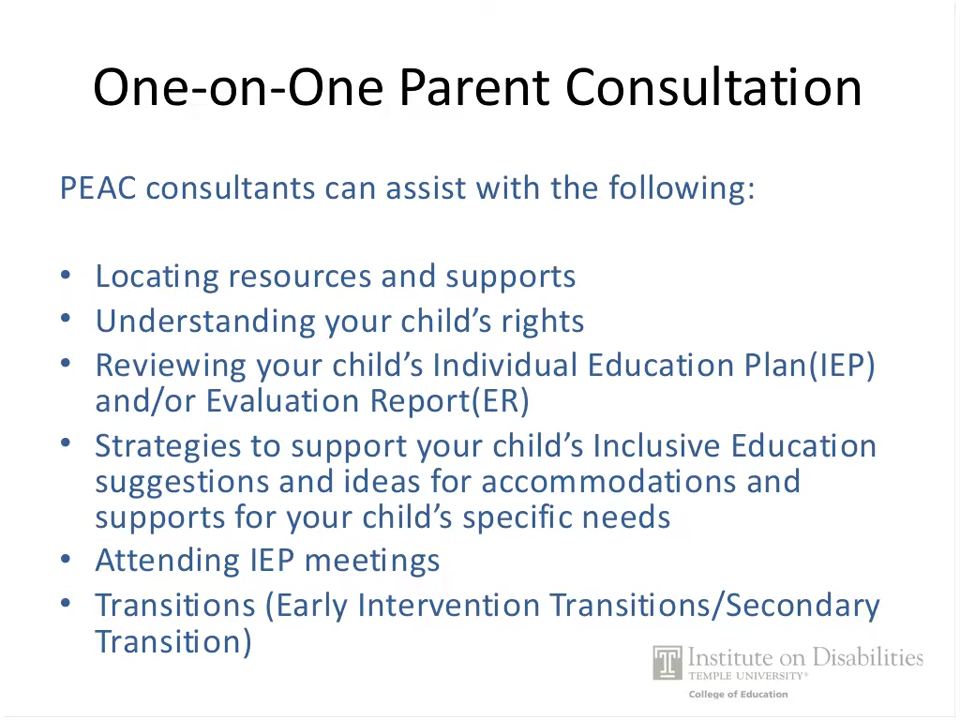 One-on-One Parent Consultation
PEAC consultants can assist with the following:
• Locating resources and supports
• Understanding your child’s rights
• Reviewing your child’s Individual Education Plan(IEP)
and/or Evaluation Report(ER)
• Strategies to support your child’s Inclusive Education
suggestions and ideas for accommodations and
supports for your child’s specific needs
• Attending IEP meetings
• Transitions (Early Intervention Transitions/Secondary
Transition)
Institute on Disabilities
TEMPLE UNIVERSITY®
College of Education